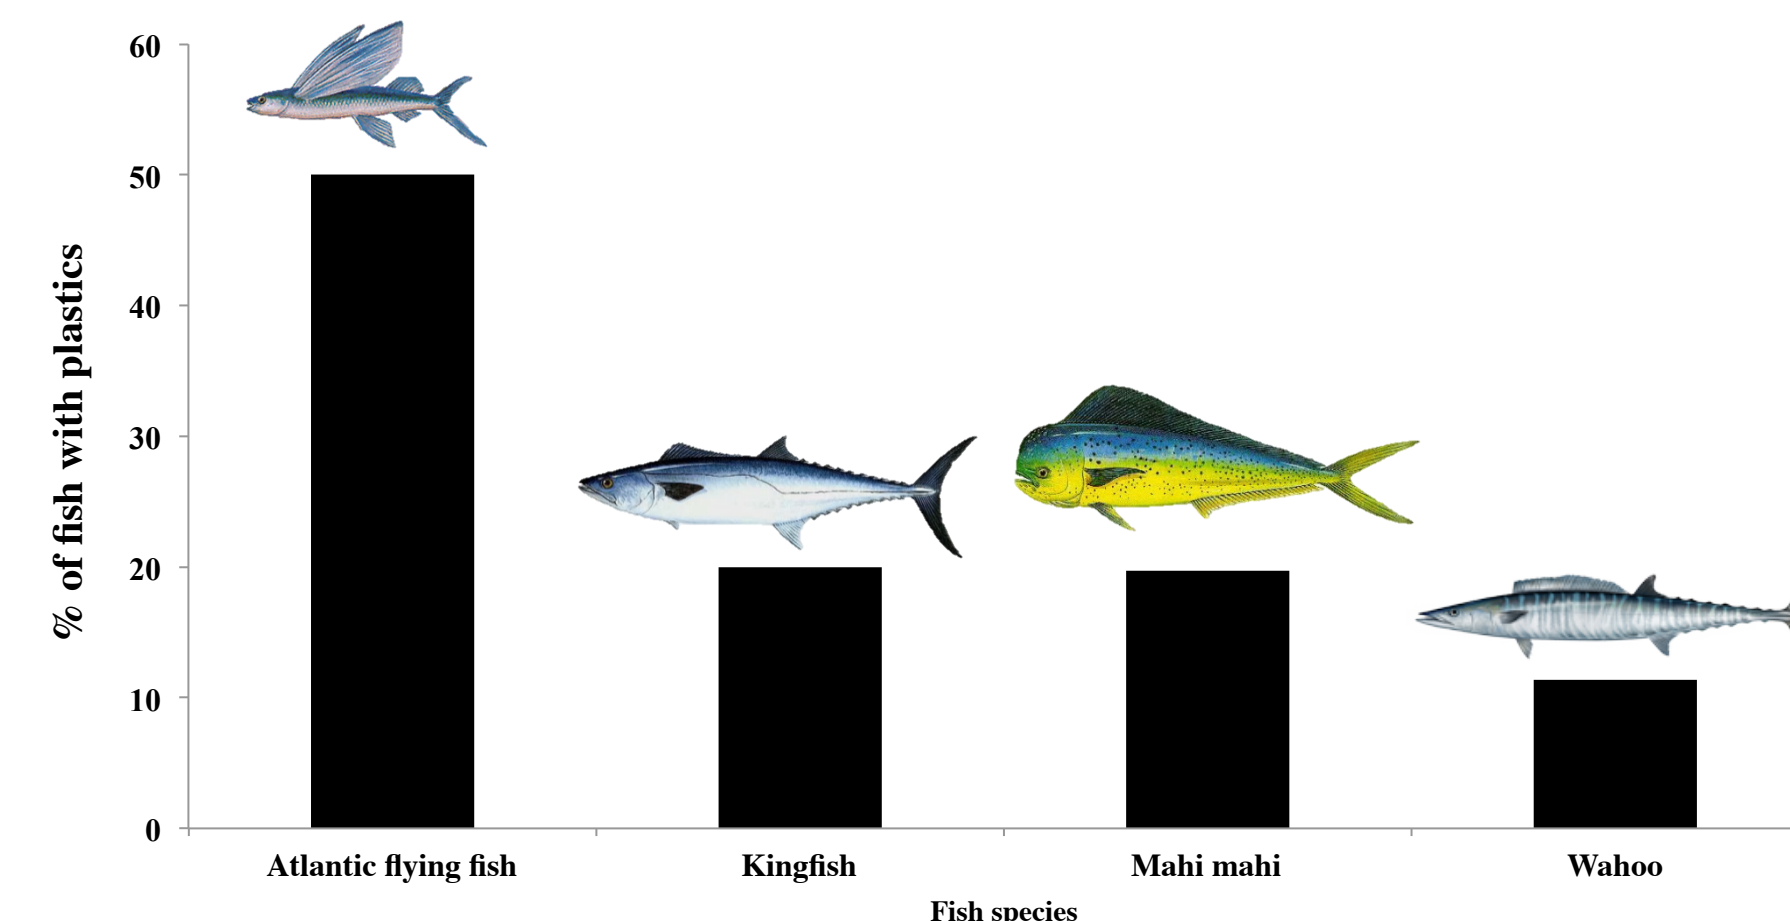 % of fish with plastics
60
50
40
30
20
10
0
Atlantic flying fish
Kingfish
Mahi mahi
Wahoo
Fish species